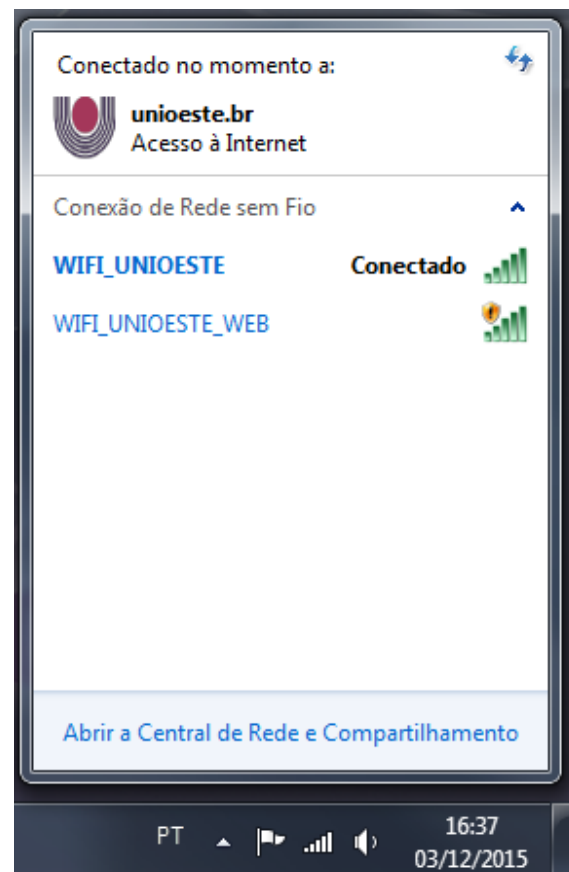 Conectado no momento a:
unioeste.br
Acesso à Internet
Conexão de Rede sem Fio
WIFI_UNIOESTE Conectado
WIFI_UNIOESTE_WEB
Abrir a Central de Rede e Compartilhamento
PT 16:37
03/12/2015